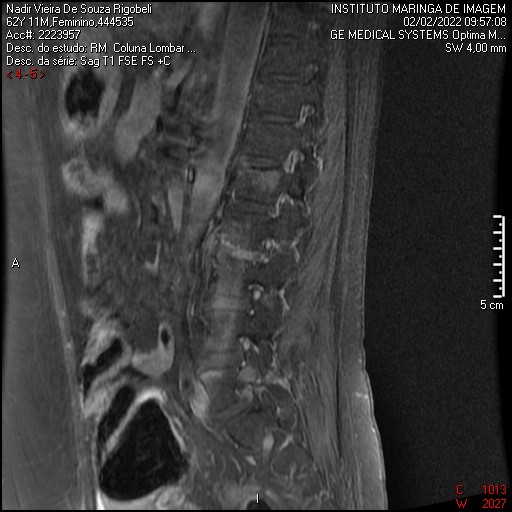 Nadir Vieira De Souza Rigobeli
62Y 11M,Feminino,444535
Acc#: 2223957
Desc. do estudo: RM Coluna Lombar ...
Desc. da série: Sag T1 FSE FS +C
< 4 - 5 >
INSTITUTO MARINGA DE IMAGEM
02/02/2022 09:57:08
GE MEDICAL SYSTEMS Optima M...
SW 4,00 mm
A
5 cm
C 1013
W 2027